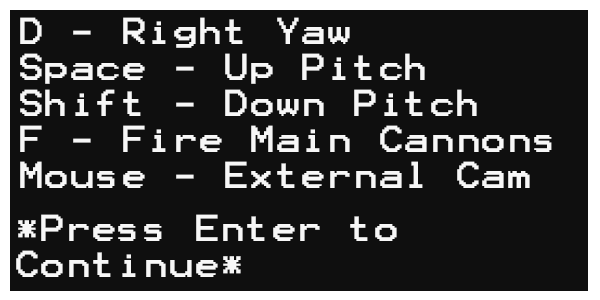 D - Right Yaw
Space - Up Pitch
Shift - Down Pitch
F - Fire Main Cannons
Mouse - External Cam
*Press Enter to
Continue*